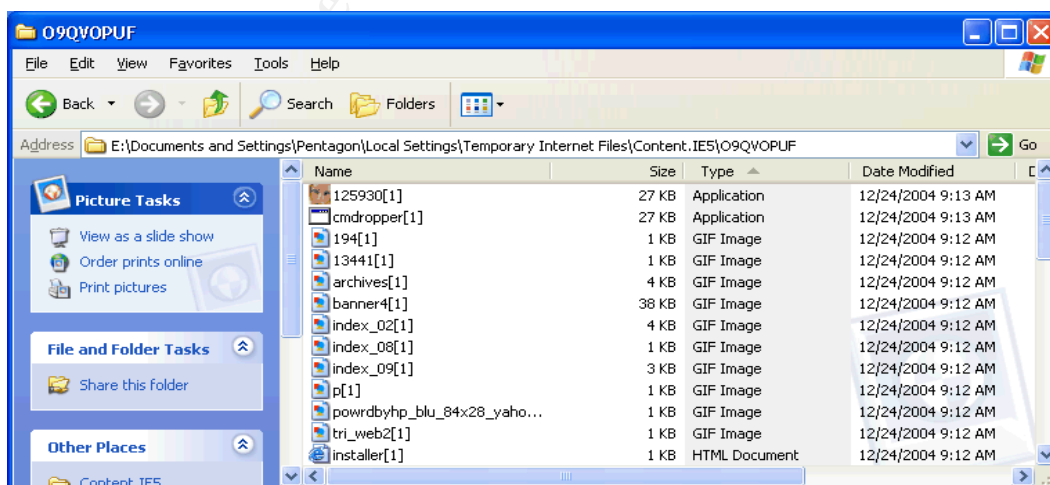 O9QVOPUF
File Edit View Favorites Tools Help
Back Search Folders
Address E:\Documents and Settings\Pentagon\Local Settings\Temporary Internet Files\Content.IE5\O9QVOPUF Go
Picture Tasks
View as a slide show
Order prints online
Print pictures
File and Folder Tasks
Share this folder
Other Places
Content.IE5
Name Size Type Date Modified
125930[1] 27 KB Application 12/24/2004 9:13 AM
cmdropper[1] 27 KB Application 12/24/2004 9:13 AM
194[1] 1 KB GIF Image 12/24/2004 9:12 AM
13441[1] 1 KB GIF Image 12/24/2004 9:12 AM
archives[1] 4 KB GIF Image 12/24/2004 9:12 AM
banner4[1] 38 KB GIF Image 12/24/2004 9:12 AM
index_02[1] 4 KB GIF Image 12/24/2004 9:12 AM
index_08[1] 1 KB GIF Image 12/24/2004 9:12 AM
index_09[1] 3 KB GIF Image 12/24/2004 9:12 AM
p[1] 1 KB GIF Image 12/24/2004 9:12 AM
powrdbyhp_blu_84x28_yaho... 1 KB GIF Image 12/24/2004 9:12 AM
tri_web2[1] 1 KB GIF Image 12/24/2004 9:12 AM
installer[1] 1 KB HTML Document 12/24/2004 9:12 AM